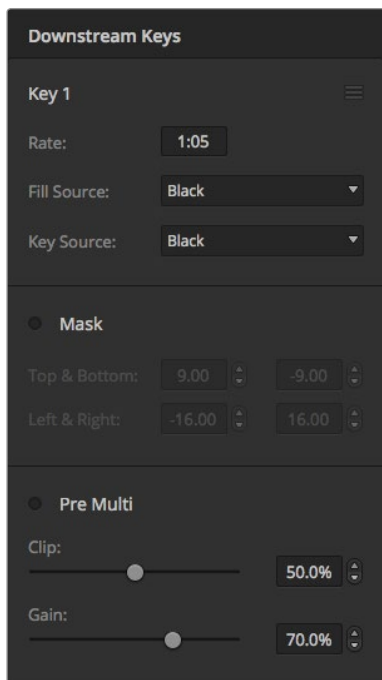 Downstream Keys
Key 1
Rate: 1:05
Fill Source: Black
Key Source: Black
Mask
Top & Bottom: 9.00 -9.00
Left & Right: -16.00 16.00
Pre Multi
Clip:
50.0%
Gain:
70.0%